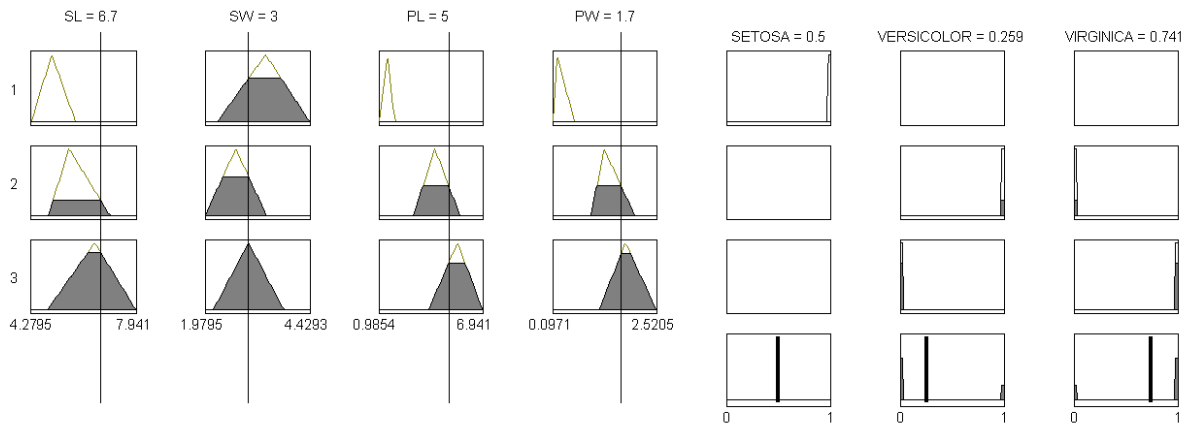 SL = 6.7 SW = 3 PL = 5 PW = 1.7
SETOSA = 0.5 VERSICOLOR = 0.259 VIRGINICA = 0.741
1
2
3
4.2795 7.941 1.9795 4.4293 0.9854 6.941 0.0971 2.5205
0 1 0 1 0 1